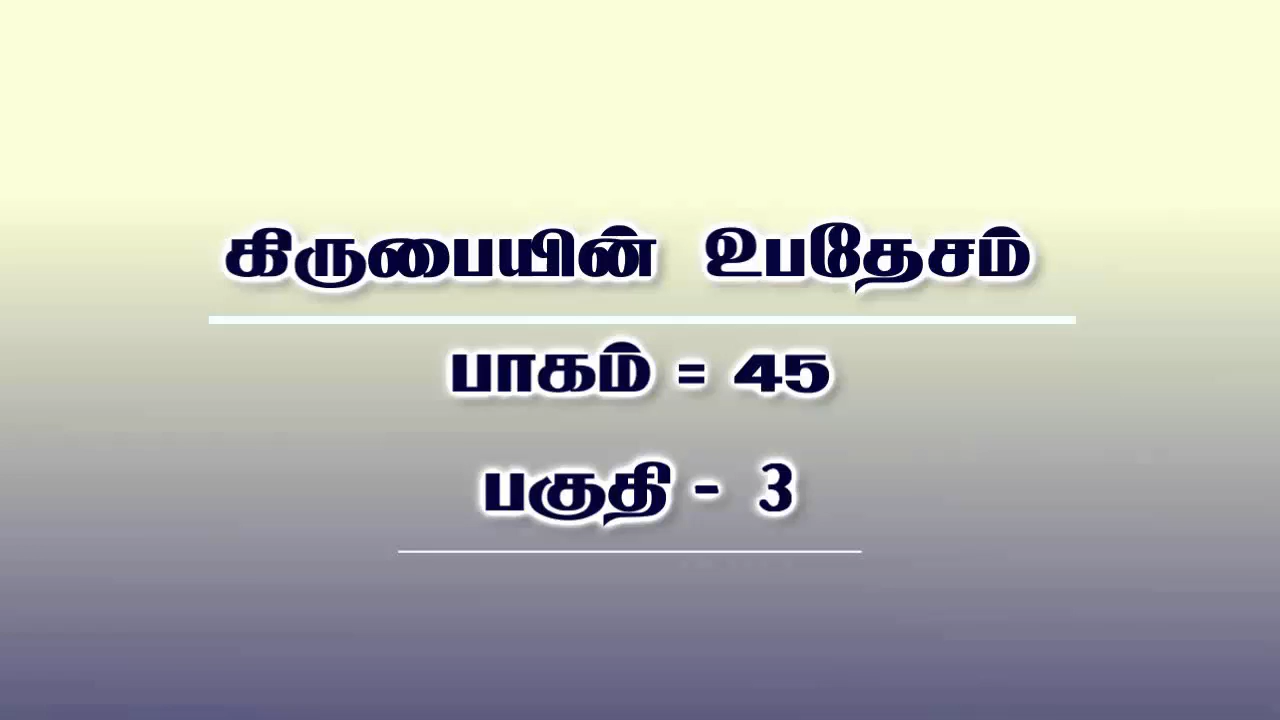 கிருபையின் உபதேசம்
பாகம் = 45
பகுதி - 3